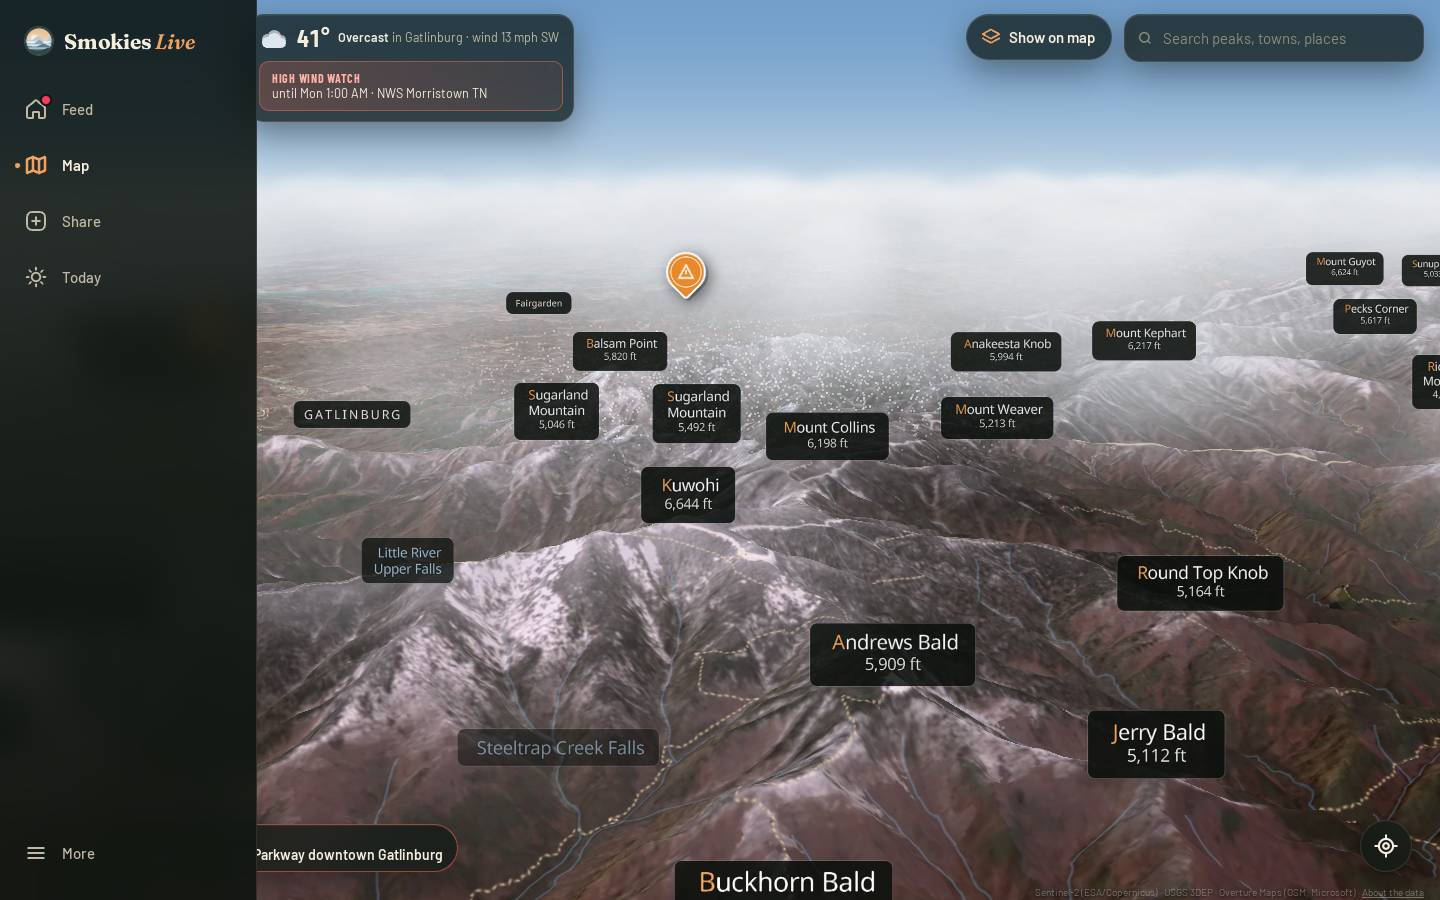 Smokies Live
Feed
Map
Share
Today
More
41° Overcast in Gatlinburg · wind 13 mph SW
HIGH WIND WATCH
until Mon 1:00 AM · NWS Morristown TN
Show on map
Search peaks, towns, places
Mount Guyot
6,624 ft
Sunup
5,03
Fairgarden
Pecks Corner
5,617 ft
Mount Kephart
6,217 ft
Balsam Point
5,820 ft
Anakeesta Knob
5,994 ft
GATLINBURG
Sugarland
Mountain
5,046 ft
Sugarland
Mountain
5,492 ft
Mount Collins
6,198 ft
Mount Weaver
5,213 ft
Kuwohi
6,644 ft
Little River
Upper Falls
Round Top Knob
5,164 ft
Andrews Bald
5,909 ft
Steeltrap Creek Falls
Jerry Bald
5,112 ft
Parkway downtown Gatlinburg
Buckhorn Bald
Sentinel-2 (ESA/Copernicus) · USGS 3DEP · Overture Maps (OSM, Microsoft) · About the data